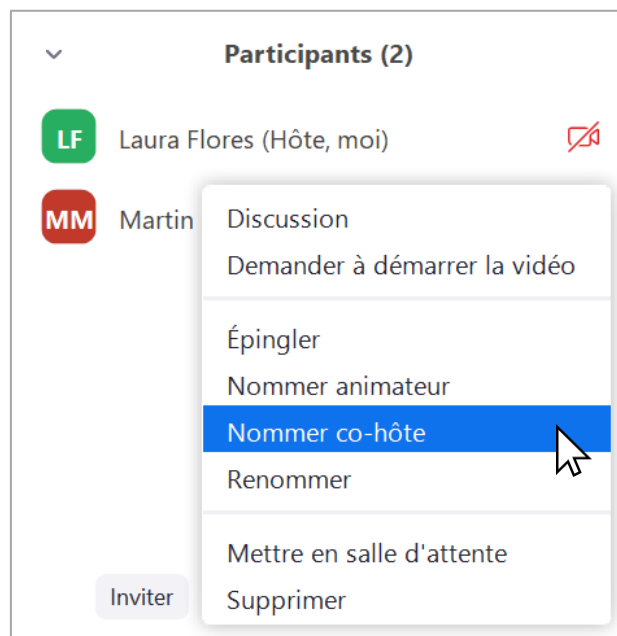 Participants (2)
LF Laura Flores (Hôte, moi)
MM Martin
Discussion
Demander à démarrer la vidéo
Épingler
Nommer animateur
Nommer co-hôte
Renommer
Mettre en salle d'attente
Supprimer
Inviter